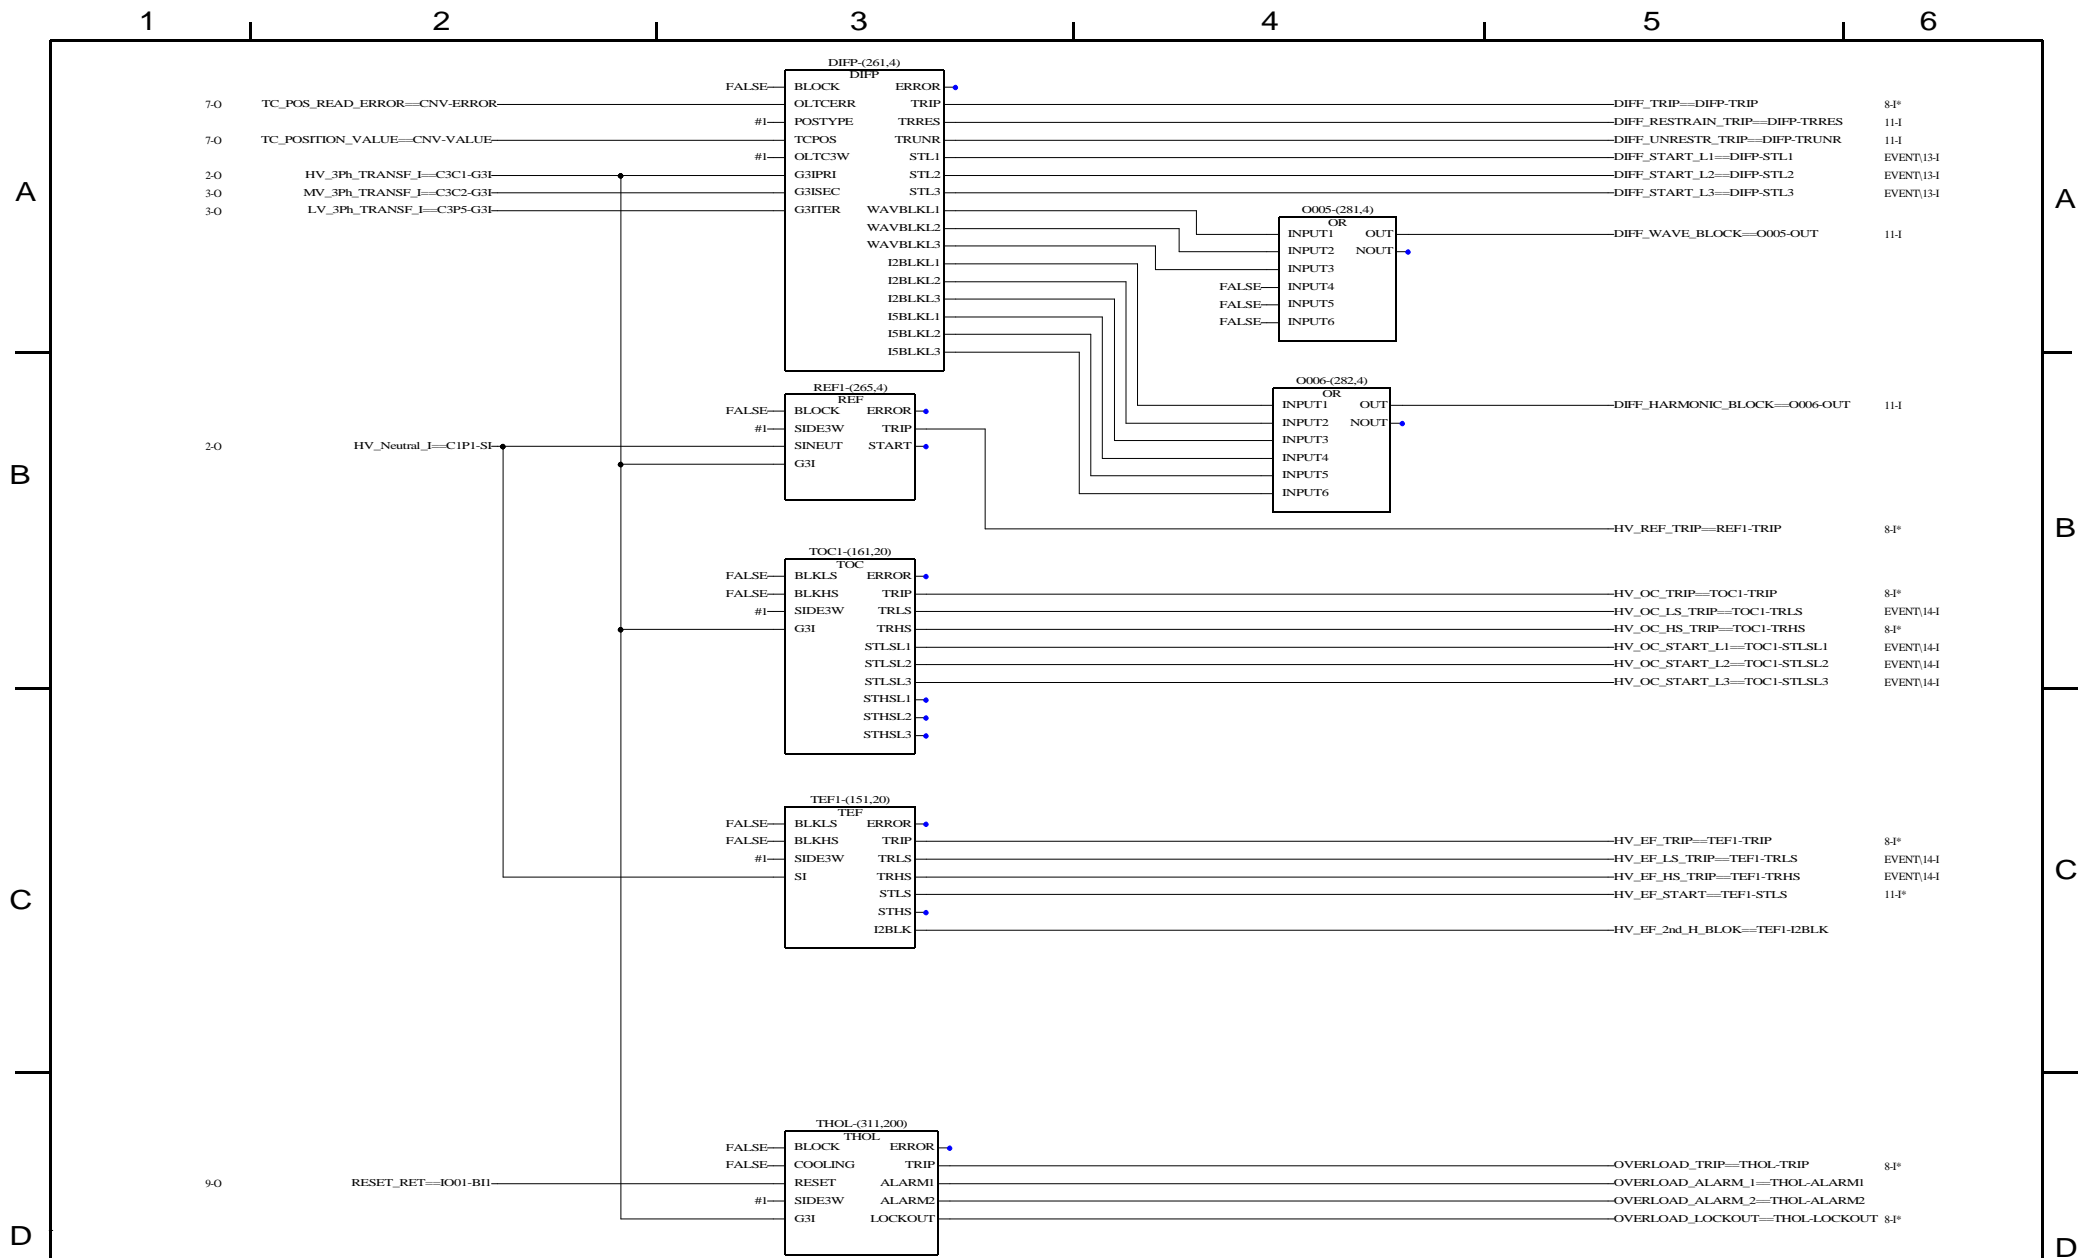 1 2 3 4 5 6
A A
B B
C C
D D
DIFP-(261,4)
DIFP
FALSE BLOCK ERROR
7-O TC_POS_READ_ERROR==CNV-ERROR OLTCERR TRIP DIFF_TRIP==DIFP-TRIP 8-I*
#1 POSTYPE TRRES DIFF_RESTRAIN_TRIP==DIFP-TRRES 11-I
7-O TC_POSITION_VALUE==CNV-VALUE TCPOS TRUNR DIFF_UNRESTR_TRIP==DIFP-TRUNR 11-I
#1 OLTC3W STL1 DIFF_START_L1==DIFP-STL1 EVENT\13-I
2-O HV_3Ph_TRANSF_I==C3C1-G3I G3IPRI STL2 DIFF_START_L2==DIFP-STL2 EVENT\13-I
3-O MV_3Ph_TRANSF_I==C3C2-G3I G3ISEC STL3 DIFF_START_L3==DIFP-STL3 EVENT\13-I
3-O LV_3Ph_TRANSF_I==C3P5-G3I G3ITER WAVBLKL1
WAVBLKL2
WAVBLKL3
I2BLKL1
I2BLKL2
I2BLKL3
I5BLKL1
I5BLKL2
I5BLKL3
O005-(281,4)
OR
INPUT1 OUT DIFF_WAVE_BLOCK==O005-OUT 11-I
INPUT2 NOUT
INPUT3
FALSE INPUT4
FALSE INPUT5
FALSE INPUT6
O006-(282,4)
OR
INPUT1 OUT DIFF_HARMONIC_BLOCK==O006-OUT 11-I
INPUT2 NOUT
INPUT3
INPUT4
INPUT5
INPUT6
REF1-(265,4)
REF
FALSE BLOCK ERROR
#1 SIDE3W TRIP
2-O HV_Neutral_I==C1P1-SI SINEUT START
G3I
HV_REF_TRIP==REF1-TRIP 8-I*
TOC1-(161,20)
TOC
FALSE BLKLS ERROR
FALSE BLKHS TRIP HV_OC_TRIP==TOC1-TRIP 8-I*
#1 SIDE3W TRLS HV_OC_LS_TRIP==TOC1-TRLS EVENT\14-I
G3I TRHS HV_OC_HS_TRIP==TOC1-TRHS 8-I*
STLSL1 HV_OC_START_L1==TOC1-STLSL1 EVENT\14-I
STLSL2 HV_OC_START_L2==TOC1-STLSL2 EVENT\14-I
STLSL3 HV_OC_START_L3==TOC1-STLSL3 EVENT\14-I
STHSL1
STHSL2
STHSL3
TEF1-(151,20)
TEF
FALSE BLKLS ERROR
FALSE BLKHS TRIP HV_EF_TRIP==TEF1-TRIP 8-I*
#1 SIDE3W TRLS HV_EF_LS_TRIP==TEF1-TRLS EVENT\14-I
SI TRHS HV_EF_HS_TRIP==TEF1-TRHS EVENT\14-I
STLS HV_EF_START==TEF1-STLS 11-I*
STHS
I2BLK HV_EF_2nd_H_BLOK==TEF1-I2BLK
THOL-(311,200)
THOL
FALSE BLOCK ERROR
FALSE COOLING TRIP OVERLOAD_TRIP==THOL-TRIP 8-I*
9-O RESET_RET==IO01-BI1 RESET ALARM1 OVERLOAD_ALARM_1==THOL-ALARM1
#1 SIDE3W ALARM2 OVERLOAD_ALARM_2==THOL-ALARM2
G3I LOCKOUT OVERLOAD_LOCKOUT==THOL-LOCKOUT 8-I*